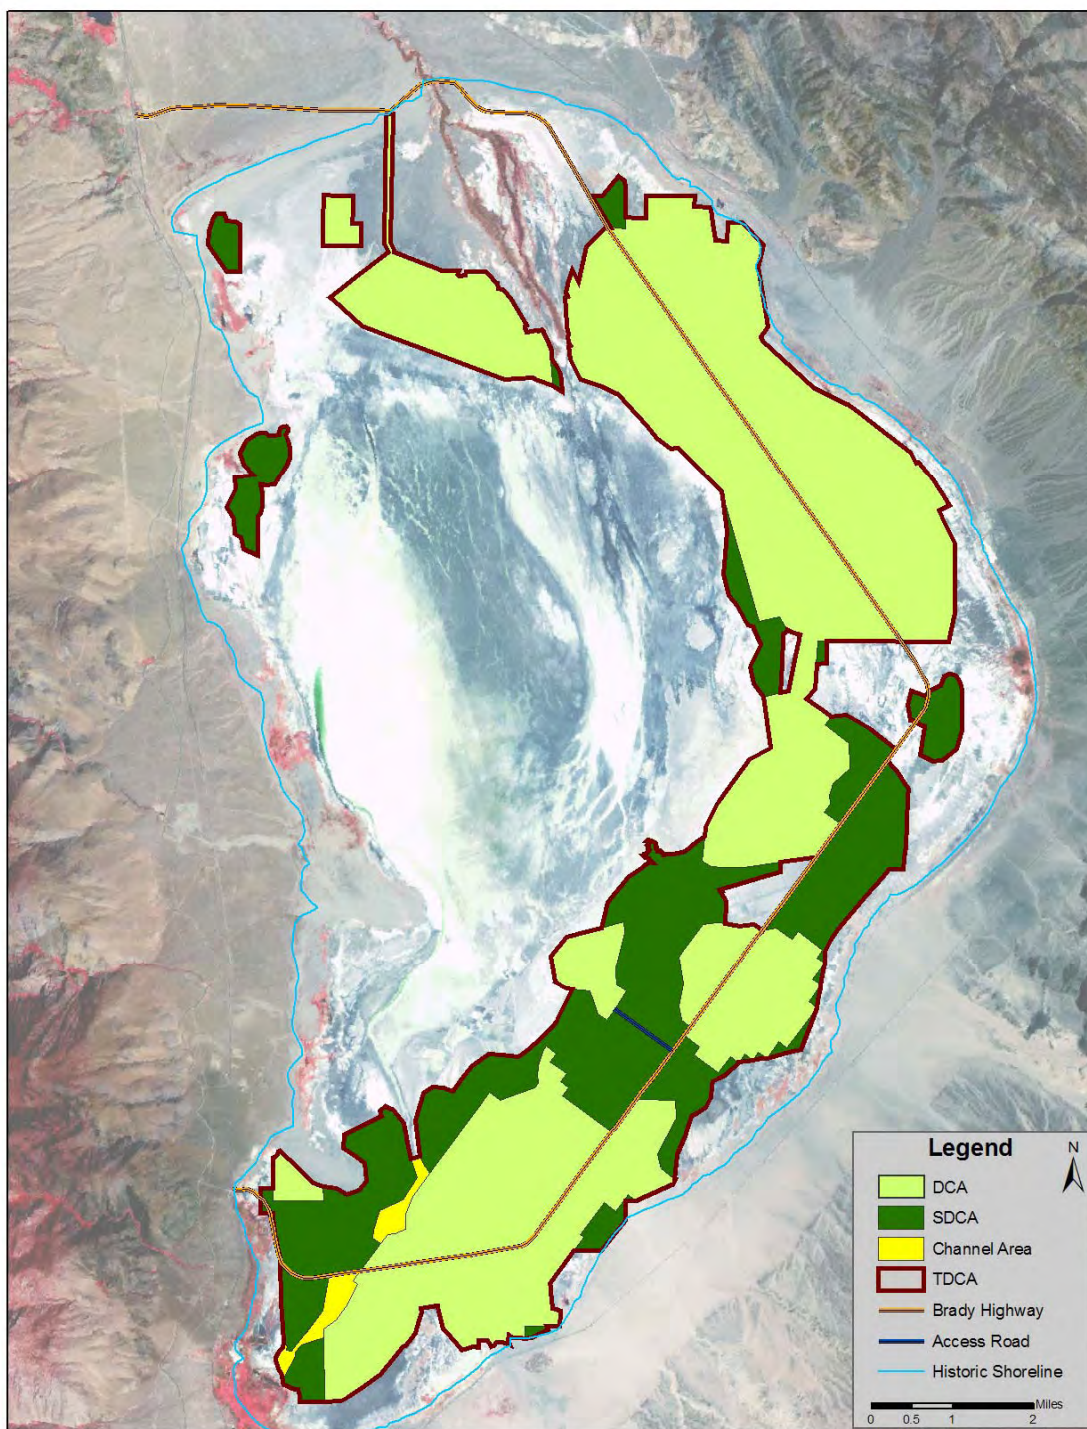 Legend
N
DCA
SDCA
Channel Area
TDCA
Brady Highway
Access Road
Historic Shoreline
Miles
0 0.5 1 2